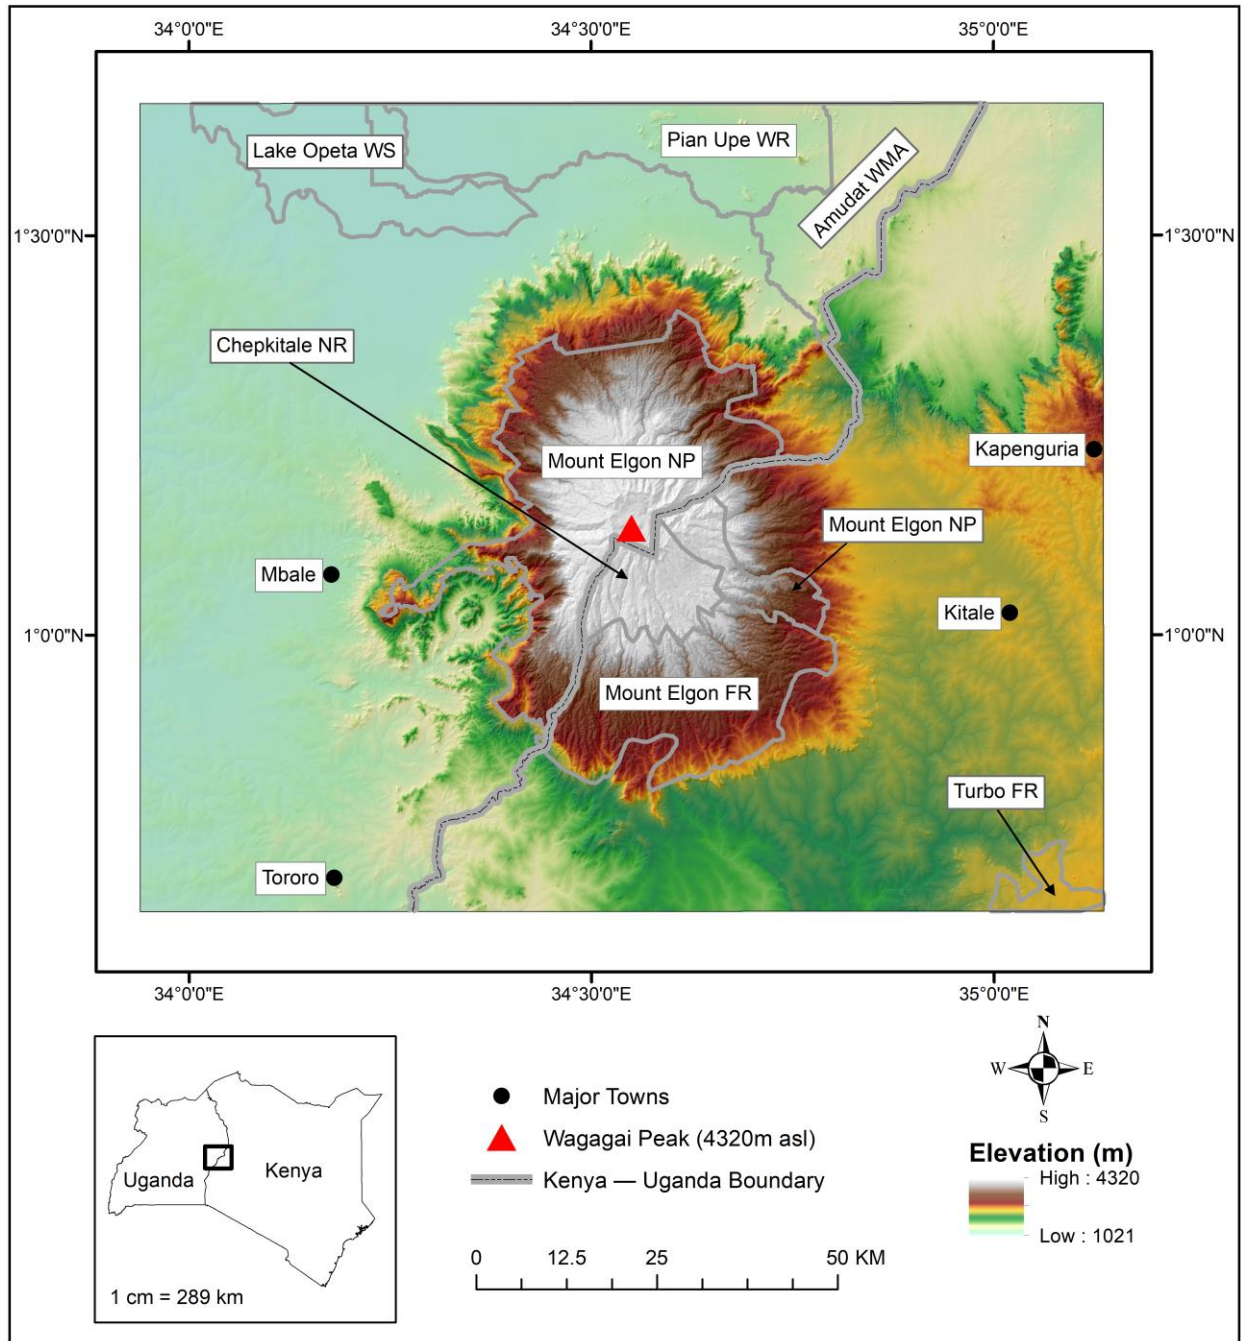 34°0'0"E
34°30'0"E
35°0'0"E
Lake Opeta WS
Pian Upe WR
Amudat WMA
1°30'0"N
1°30'0"N
Chepkitale NR
Mount Elgon NP
Kapenguria
Mount Elgon NP
Mbale
Kitale
1°0'0"N
1°0'0"N
Mount Elgon FR
Turbo FR
Tororo
34°0'0"E
34°30'0"E
35°0'0"E
Uganda
Kenya
1 cm = 289 km
Major Towns
Wagagai Peak (4320m asl)
Kenya — Uganda Boundary
0 12.5 25 50 KM
N
W E
S
Elevation (m)
High : 4320
Low : 1021